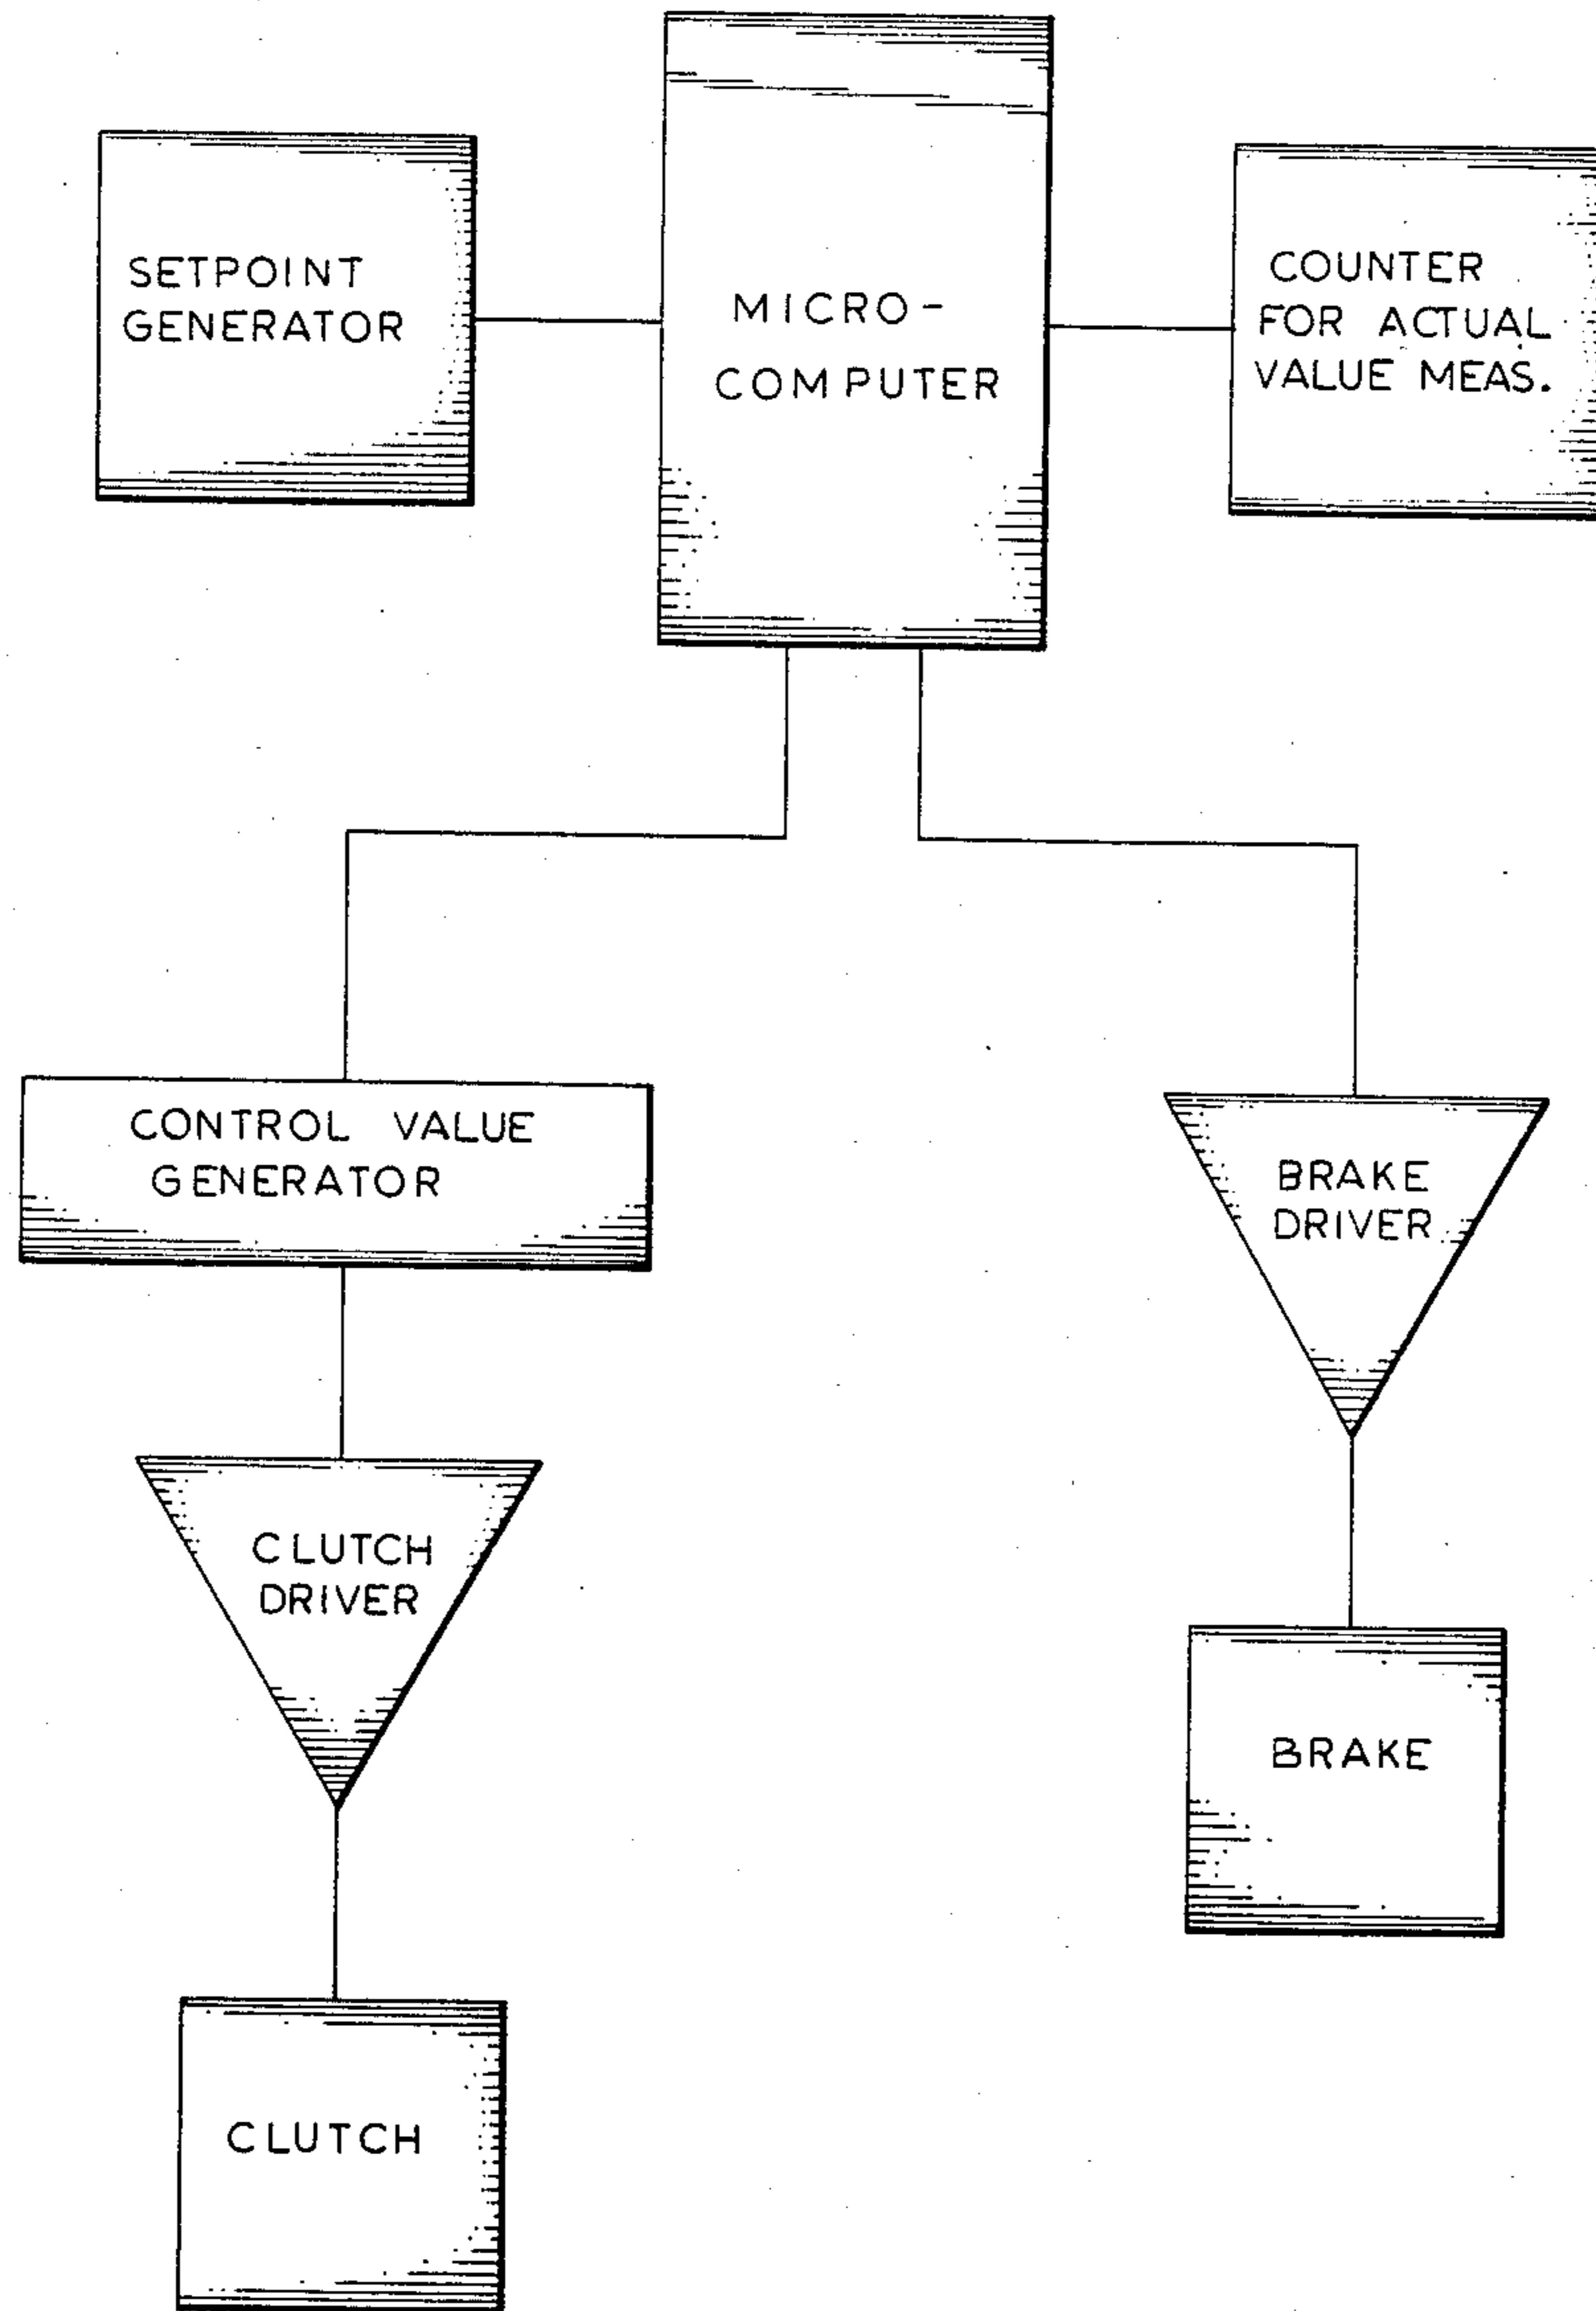 SETPOINT
GENERATOR
MICRO-
COMPUTER
COUNTER
FOR ACTUAL
VALUE MEAS.
CONTROL VALUE
GENERATOR
BRAKE
DRIVER
CLUTCH
DRIVER
BRAKE
CLUTCH